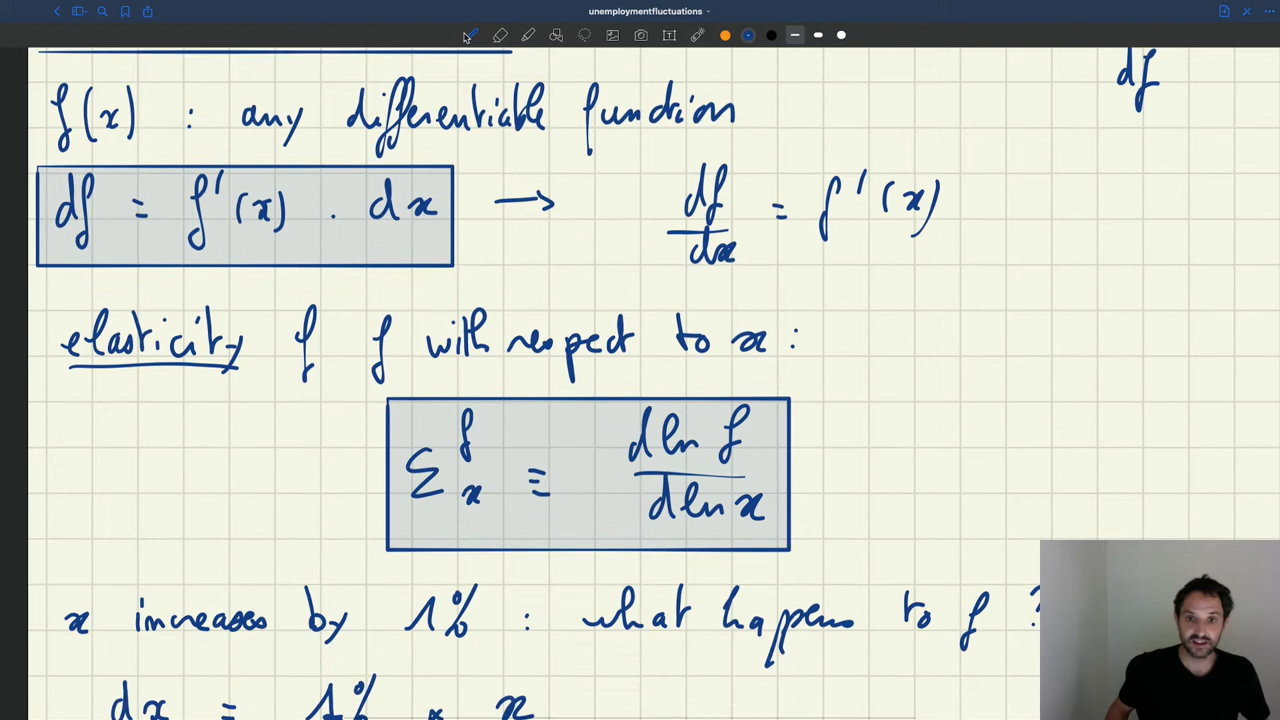 unemploymentfluctuations
df
f(x) : any differentiable function
df = f'(x) . dx → df/dx = f'(x)
elasticity of f with respect to x :
Σ^f_x ≡ dln f / dln x
x increases by 1% : what happens to f ?
dx = 1% * x